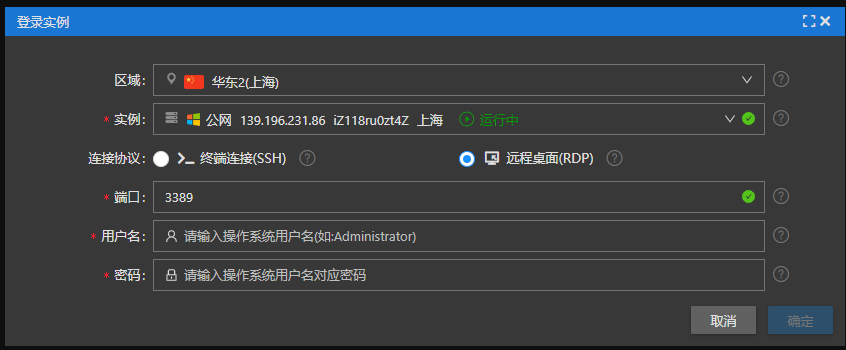 登录实例
区域: 华东2(上海)
* 实例: 公网 139.196.231.86 iZ118ru0zt4Z 上海 运行中
连接协议: 终端连接(SSH) 远程桌面(RDP)
* 端口: 3389
* 用户名: 请输入操作系统用户名(如:Administrator)
* 密码: 请输入操作系统用户名对应密码
取消 确定